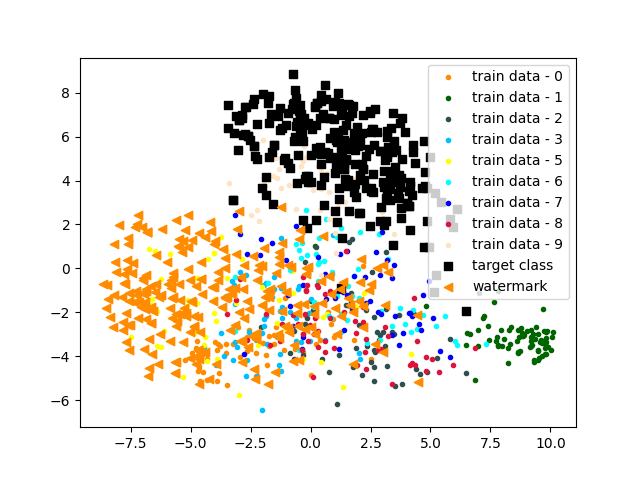 train data - 0
train data - 1
train data - 2
train data - 3
train data - 5
train data - 6
train data - 7
train data - 8
train data - 9
target class
watermark
8
6
4
2
0
−2
−4
−6
−7.5 −5.0 −2.5 0.0 2.5 5.0 7.5 10.0